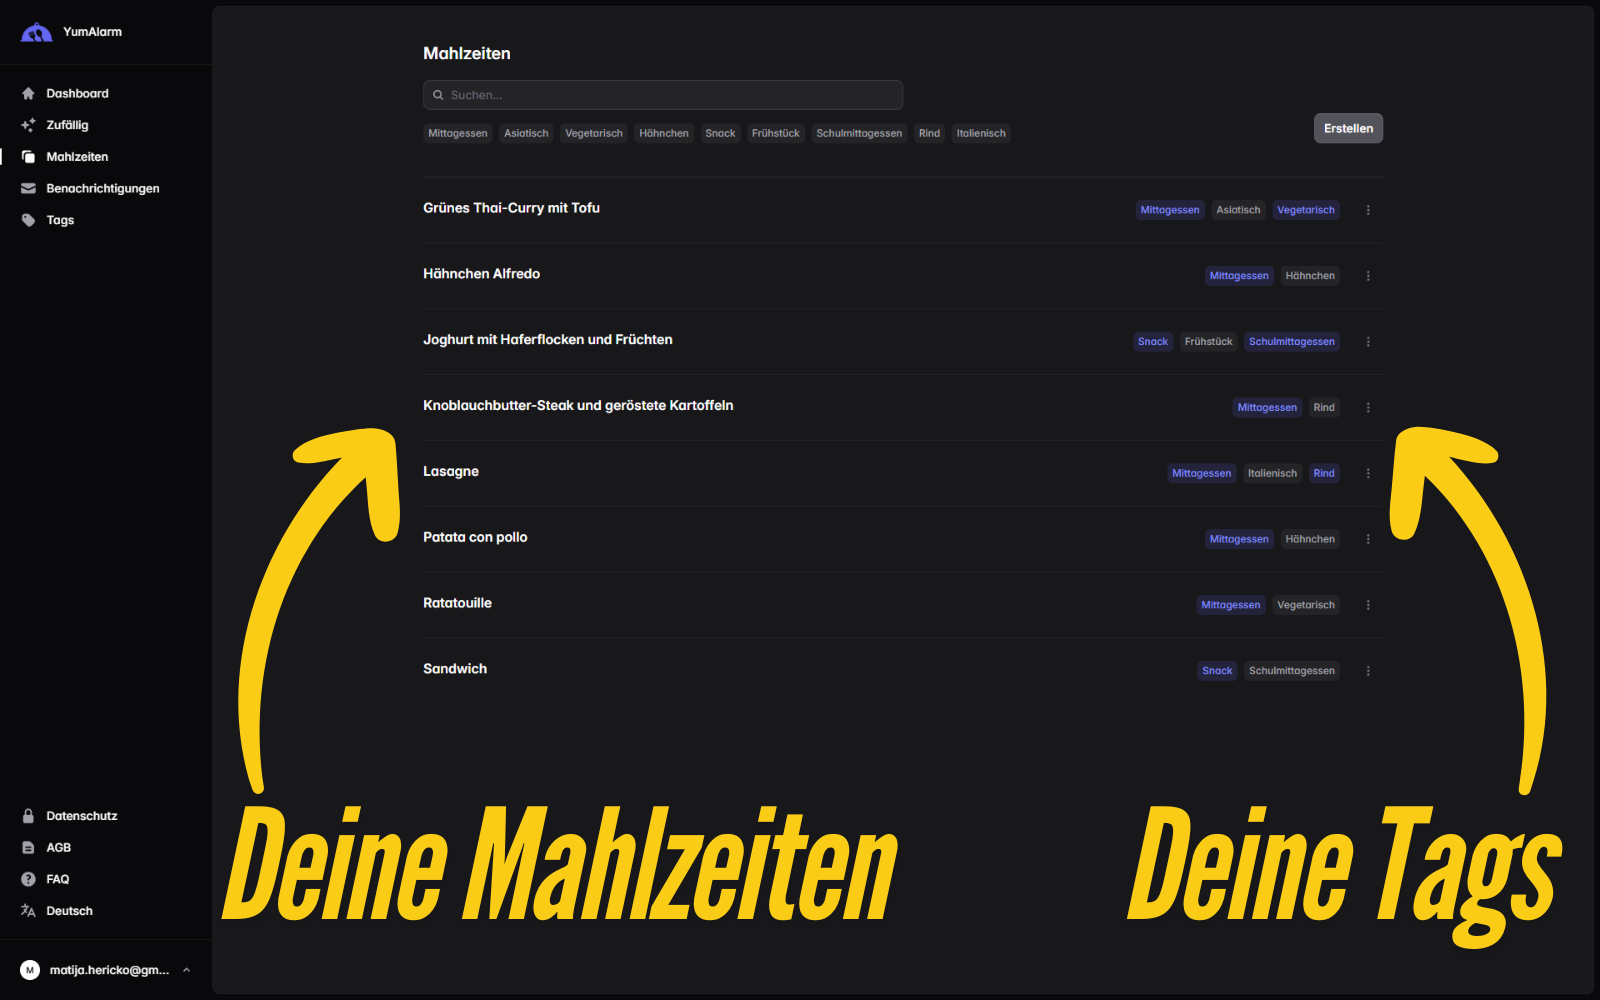 YumAlarm
Dashboard
Zufällig
Mahlzeiten
Benachrichtigungen
Tags
Mahlzeiten
Suchen...
Mittagessen Asiatisch Vegetarisch Hähnchen Snack Frühstück Schulmittagessen Rind Italienisch
Erstellen
Grünes Thai-Curry mit Tofu Mittagessen Asiatisch Vegetarisch
Hähnchen Alfredo Mittagessen Hähnchen
Joghurt mit Haferflocken und Früchten Snack Frühstück Schulmittagessen
Knoblauchbutter-Steak und geröstete Kartoffeln Mittagessen Rind
Lasagne Mittagessen Italienisch Rind
Patata con pollo Mittagessen Hähnchen
Ratatouille Mittagessen Vegetarisch
Sandwich Snack Schulmittagessen
Deine Mahlzeiten
Deine Tags
Datenschutz
AGB
FAQ
Deutsch
M matija.hericko@gm...